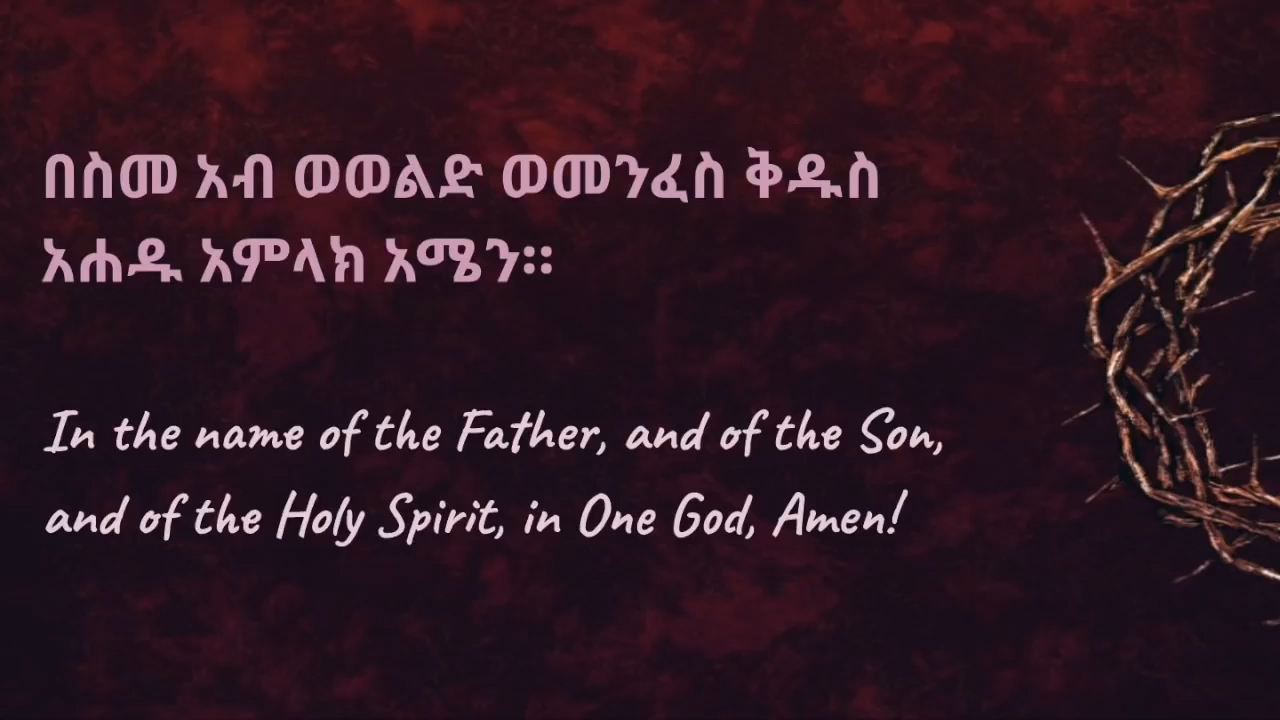 በስመ አብ ወወልድ ወመንፈስ ቅዱስ
አሐዱ አምላክ አሜን።
In the name of the Father, and of the Son,
and of the Holy Spirit, in One God, Amen!